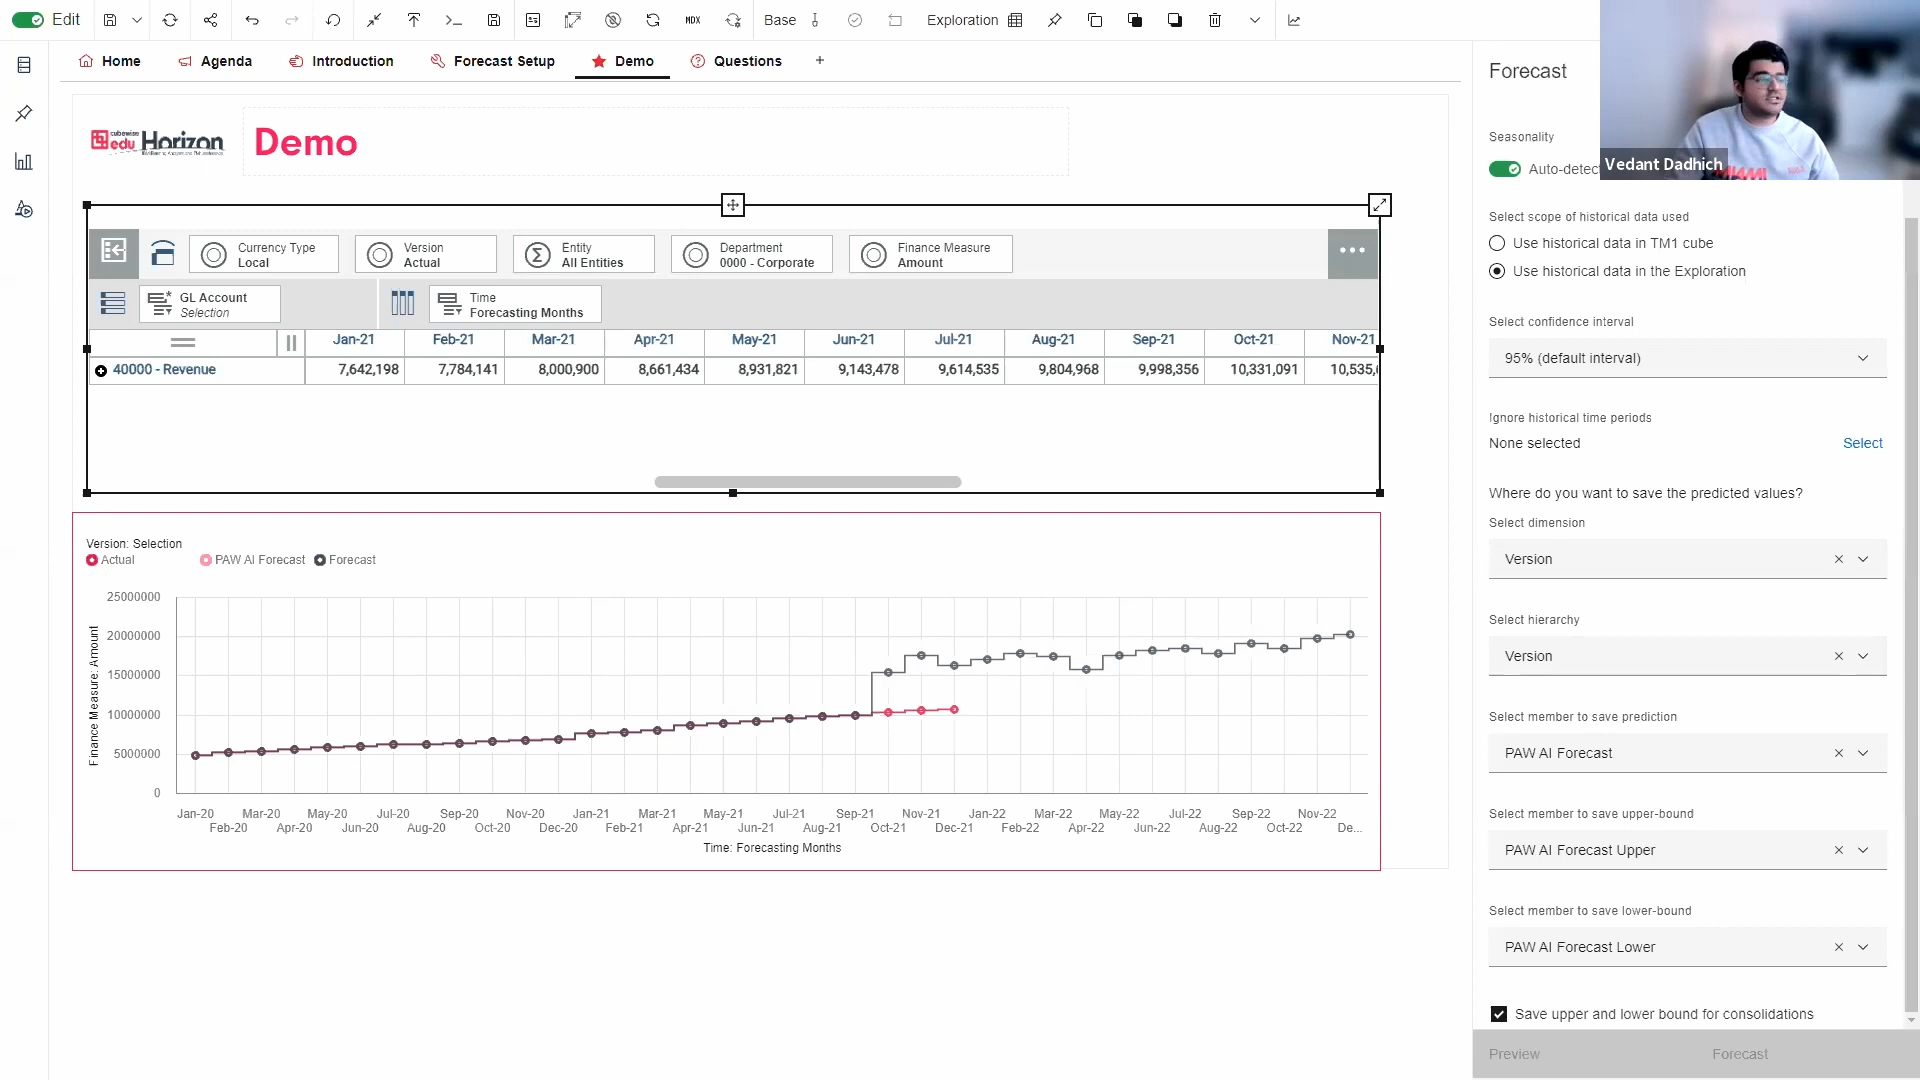 Edit
MDX
Base
Exploration
Home
Agenda
Introduction
Forecast Setup
Demo
Questions
+
cubewise
edu Horizon
Demo
Currency Type
Local
Version
Actual
Entity
All Entities
Department
0000 - Corporate
Finance Measure
Amount
GL Account
Selection
Time
Forecasting Months
Jan-21 Feb-21 Mar-21 Apr-21 May-21 Jun-21 Jul-21 Aug-21 Sep-21 Oct-21 Nov-21
40000 - Revenue 7,642,198 7,784,141 8,000,900 8,661,434 8,931,821 9,143,478 9,614,535 9,804,968 9,998,356 10,331,091 10,535,
Version: Selection
Actual PAW AI Forecast Forecast
Finance Measure: Amount
25000000
20000000
15000000
10000000
5000000
0
Jan-20 Mar-20 May-20 Jul-20 Sep-20 Nov-20 Jan-21 Mar-21 May-21 Jul-21 Sep-21 Nov-21 Jan-22 Mar-22 May-22 Jul-22 Sep-22 Nov-22
Feb-20 Apr-20 Jun-20 Aug-20 Oct-20 Dec-20 Feb-21 Apr-21 Jun-21 Aug-21 Oct-21 Dec-21 Feb-22 Apr-22 Jun-22 Aug-22 Oct-22 De...
Time: Forecasting Months
Forecast
Vedant Dadhich
Seasonality
Auto-detect
Select scope of historical data used
Use historical data in TM1 cube
Use historical data in the Exploration
Select confidence interval
95% (default interval)
Ignore historical time periods
None selected Select
Where do you want to save the predicted values?
Select dimension
Version
Select hierarchy
Version
Select member to save prediction
PAW AI Forecast
Select member to save upper-bound
PAW AI Forecast Upper
Select member to save lower-bound
PAW AI Forecast Lower
Save upper and lower bound for consolidations
Preview Forecast